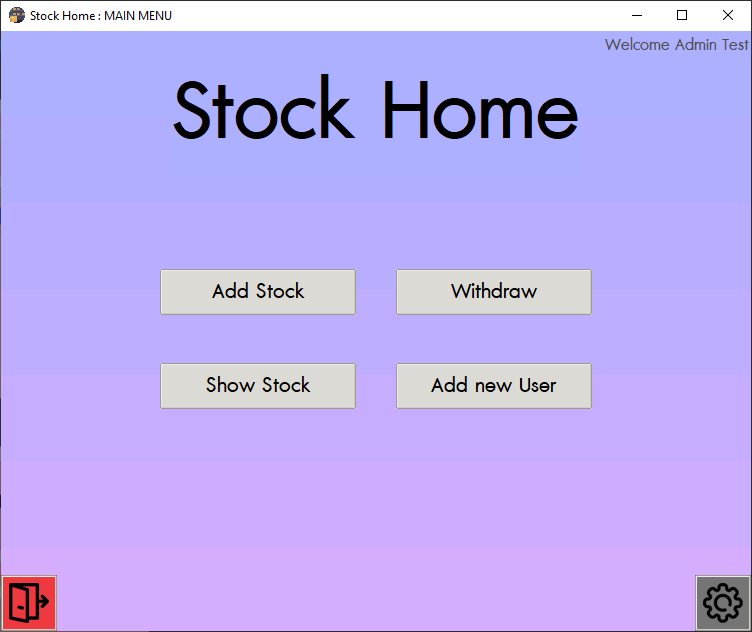 Stock Home : MAIN MENU
Welcome Admin Test
Stock Home
Add Stock
Withdraw
Show Stock
Add new User